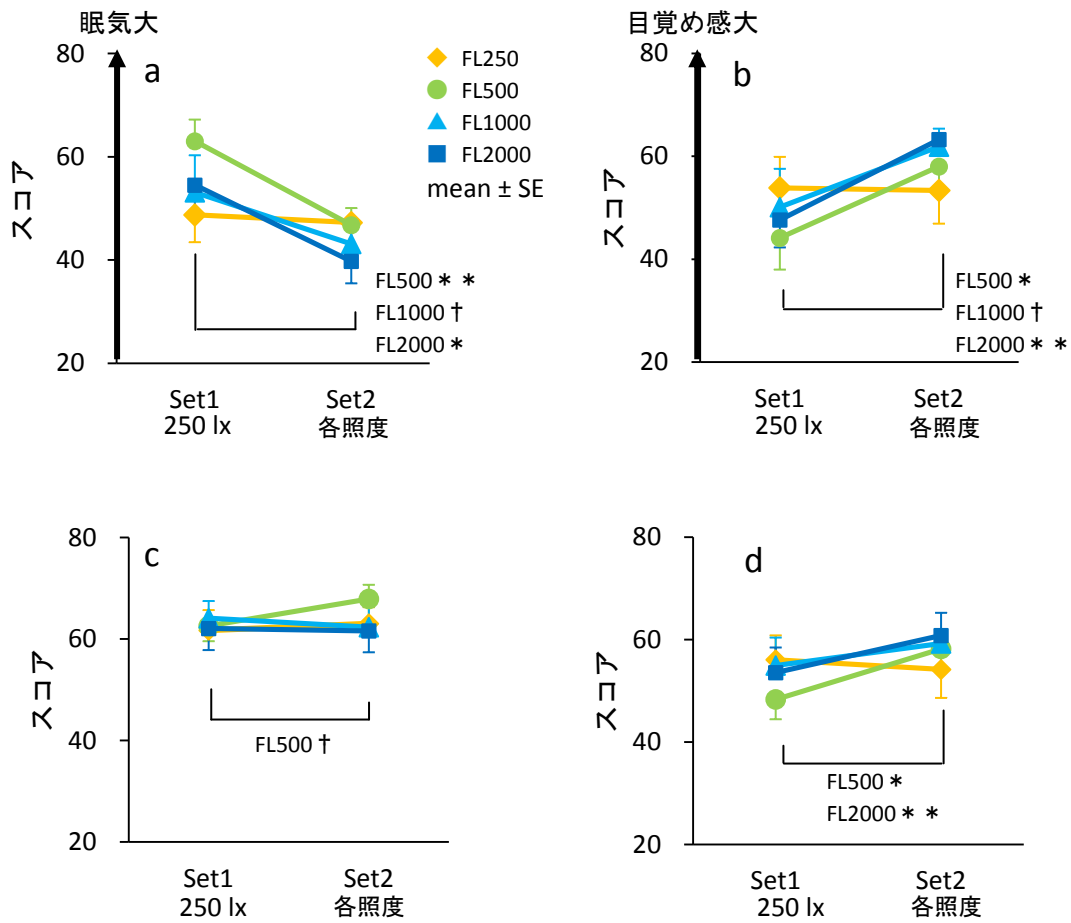 眠気大
80
60
40
20
スコア
a
FL250
FL500
FL1000
FL2000
mean ± SE
FL500 * *
FL1000 †
FL2000 *
Set1
250 lx
Set2
各照度
目覚め感大
80
60
40
20
スコア
b
FL500 *
FL1000 †
FL2000 * *
Set1
250 lx
Set2
各照度
80
60
40
20
スコア
c
FL500 †
Set1
250 lx
Set2
各照度
80
60
40
20
スコア
d
FL500 *
FL2000 * *
Set1
250 lx
Set2
各照度